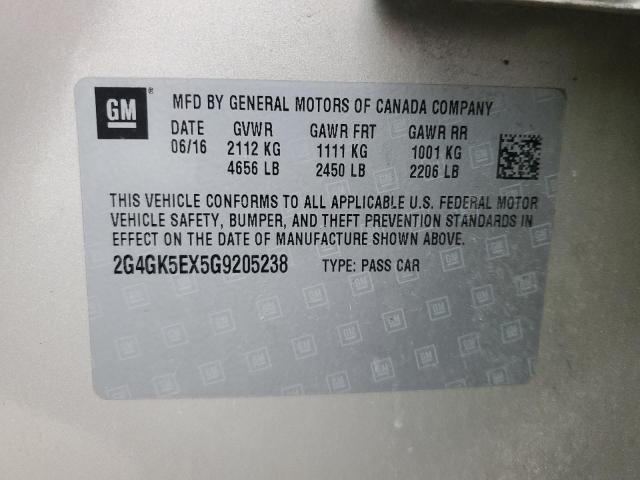 GM ® MFD BY GENERAL MOTORS OF CANADA COMPANY
DATE GVWR GAWR FRT GAWR RR
06/16 2112 KG 1111 KG 1001 KG
4656 LB 2450 LB 2206 LB
THIS VEHICLE CONFORMS TO ALL APPLICABLE U.S. FEDERAL MOTOR
VEHICLE SAFETY, BUMPER, AND THEFT PREVENTION STANDARDS IN
EFFECT ON THE DATE OF MANUFACTURE SHOWN ABOVE.
2G4GK5EX5G9205238 TYPE: PASS CAR